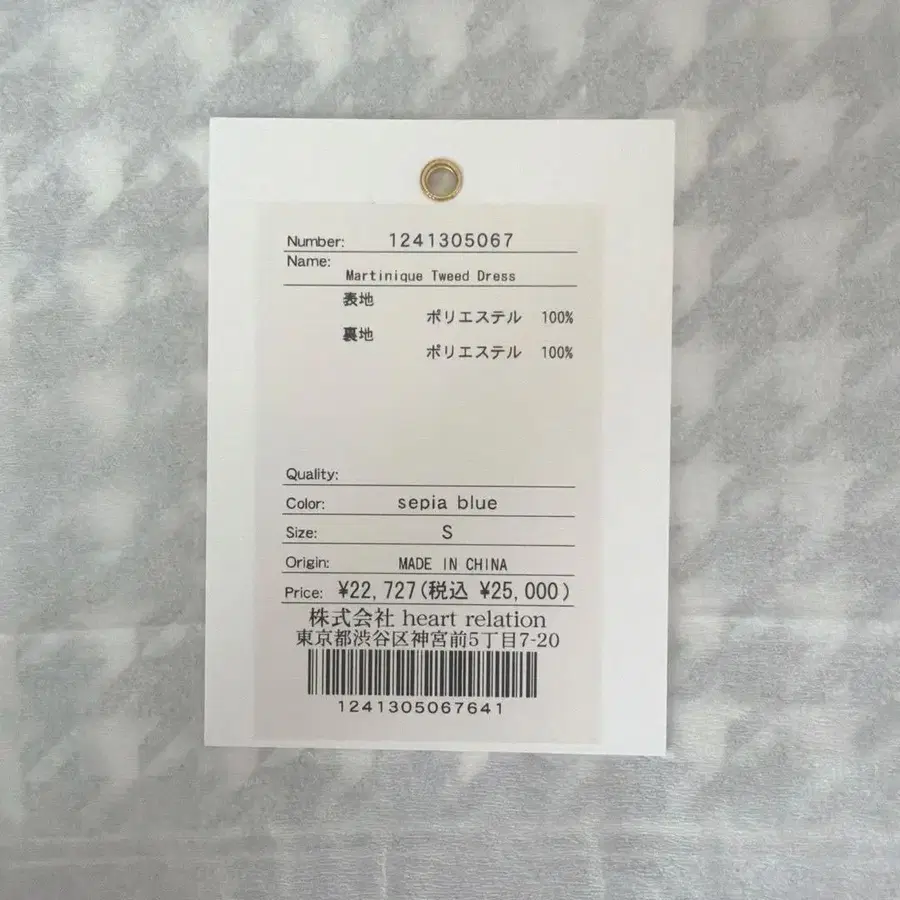 Number: 1241305067
Name:
Martinique Tweed Dress
表地
ポリエステル 100%
裏地
ポリエステル 100%
Quality:
Color: sepia blue
Size: S
Origin: MADE IN CHINA
Price: ¥22,727(税込 ¥25,000)
株式会社 heart relation
東京都渋谷区神宮前5丁目7-20
1241305067641